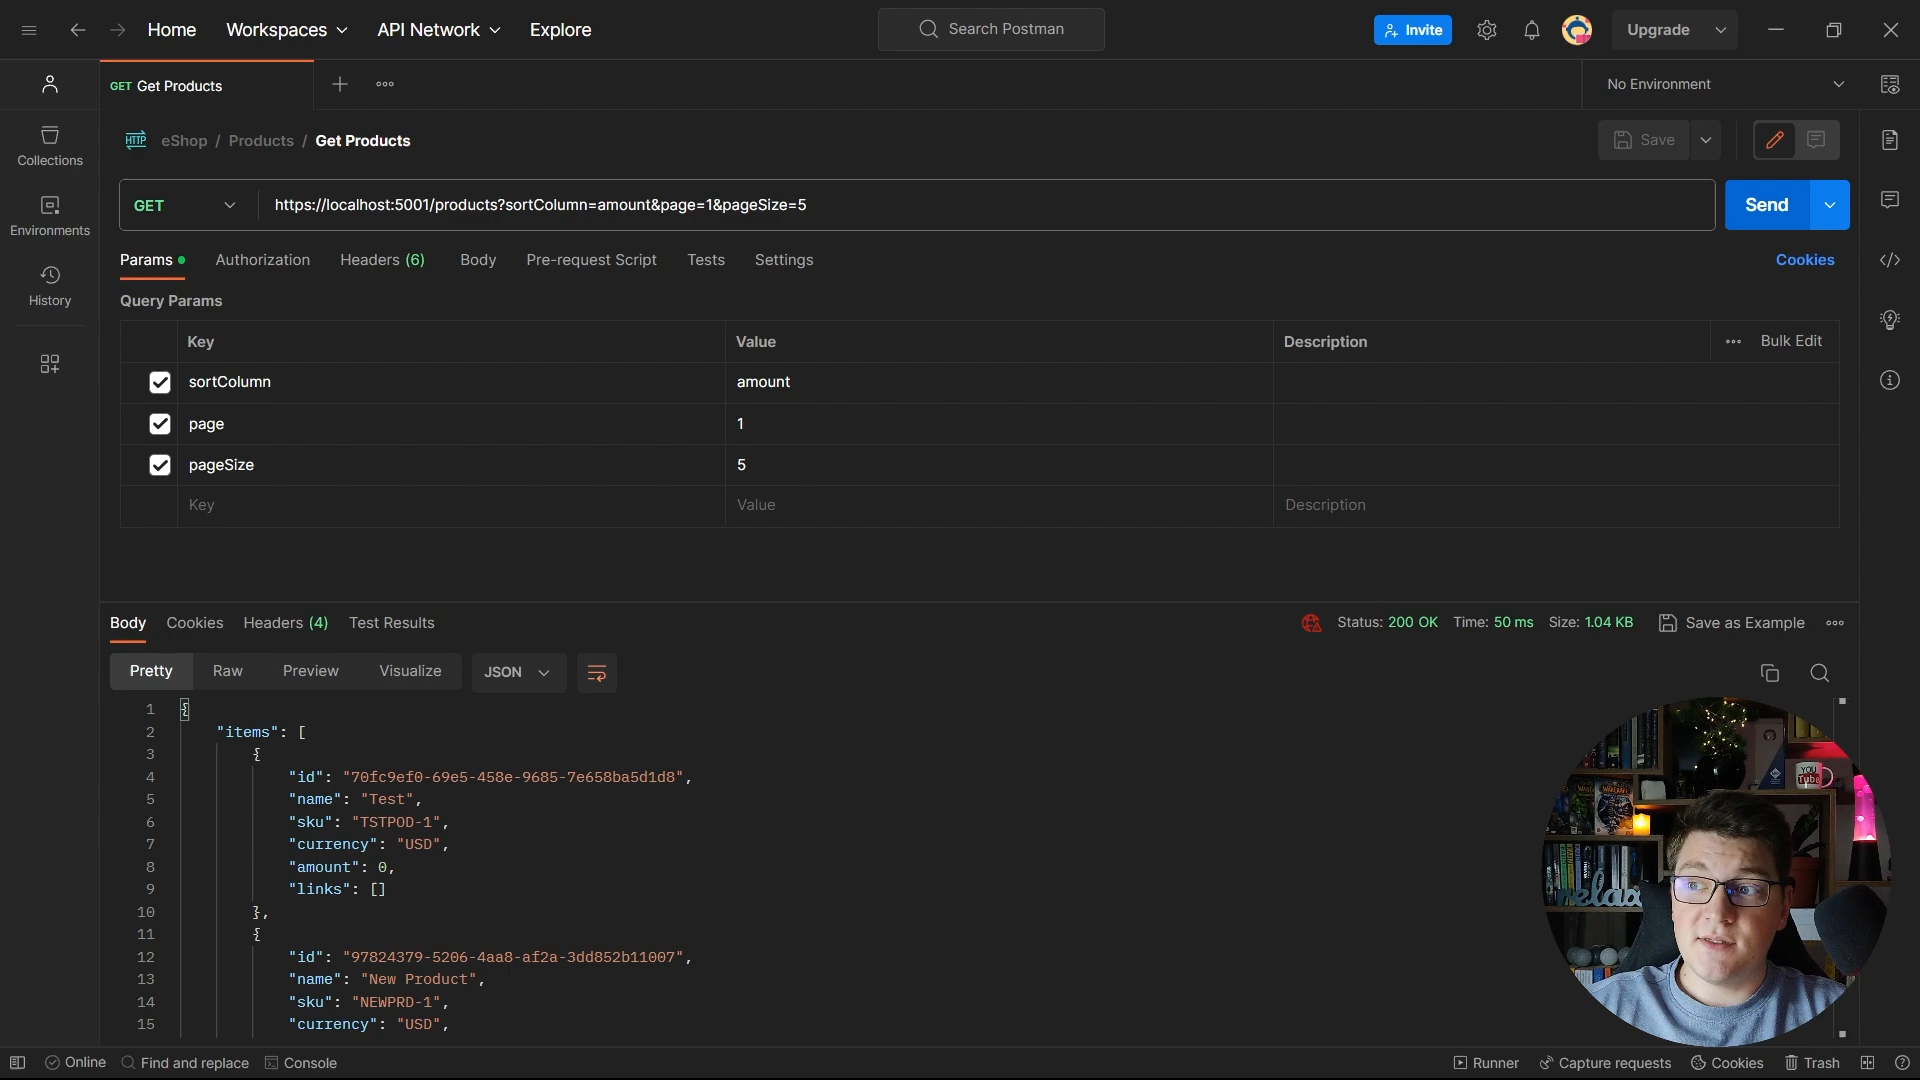 Home Workspaces API Network Explore Search Postman Invite Upgrade
GET Get Products No Environment
HTTP eShop / Products / Get Products Save
GET https://localhost:5001/products?sortColumn=amount&page=1&pageSize=5 Send
Params Authorization Headers (6) Body Pre-request Script Tests Settings Cookies
Query Params
Key Value Description Bulk Edit
sortColumn amount
page 1
pageSize 5
Key Value Description
Collections
Environments
History
Body Cookies Headers (4) Test Results Status: 200 OK Time: 50 ms Size: 1.04 KB Save as Example
Pretty Raw Preview Visualize JSON
1 {
2 "items": [
3 {
4 "id": "70fc9ef0-69e5-458e-9685-7e658ba5d1d8",
5 "name": "Test",
6 "sku": "TSTPOD-1",
7 "currency": "USD",
8 "amount": 0,
9 "links": []
10 },
11 {
12 "id": "97824379-5206-4aa8-af2a-3dd852b11007",
13 "name": "New Product",
14 "sku": "NEWPRD-1",
15 "currency": "USD",
YOU
Tube
relax
Online Find and replace Console Runner Capture requests Cookies Trash